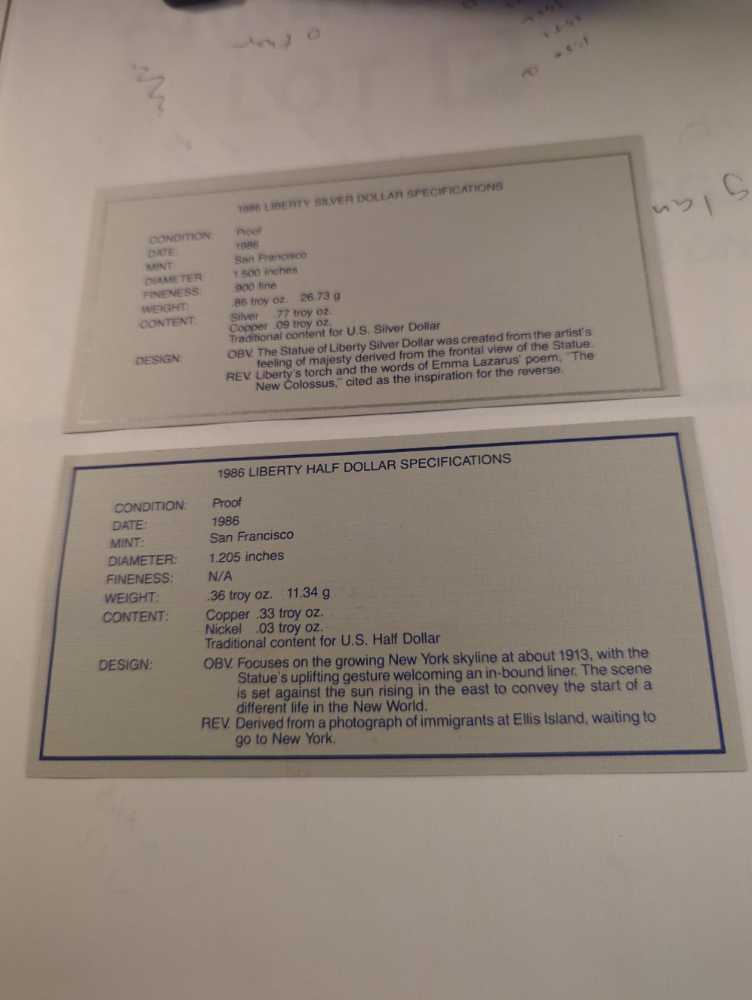 1986 LIBERTY SILVER DOLLAR SPECIFICATIONS
CONDITION: Proof
DATE: 1986
MINT: San Francisco
DIAMETER: 1.500 inches
FINENESS: .900 fine
WEIGHT: .86 troy oz. 26.73 g
CONTENT: Silver .77 troy oz.
Copper .09 troy oz.
Traditional content for U.S. Silver Dollar
DESIGN: OBV. The Statue of Liberty Silver Dollar was created from the artist's
feeling of majesty derived from the frontal view of the Statue.
REV. Liberty's torch and the words of Emma Lazarus' poem, "The
New Colossus," cited as the inspiration for the reverse.
1986 LIBERTY HALF DOLLAR SPECIFICATIONS
CONDITION: Proof
DATE: 1986
MINT: San Francisco
DIAMETER: 1.205 inches
FINENESS: N/A
WEIGHT: .36 troy oz. 11.34 g
CONTENT: Copper .33 troy oz.
Nickel .03 troy oz.
Traditional content for U.S. Half Dollar
DESIGN: OBV. Focuses on the growing New York skyline at about 1913, with the
Statue's uplifting gesture welcoming an in-bound liner. The scene
is set against the sun rising in the east to convey the start of a
different life in the New World.
REV. Derived from a photograph of immigrants at Ellis Island, waiting to
go to New York.